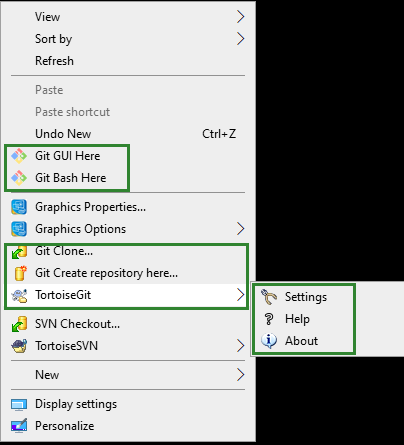 View
Sort by
Refresh
Paste
Paste shortcut
Undo New Ctrl+Z
Git GUI Here
Git Bash Here
Graphics Properties...
Graphics Options
Git Clone...
Git Create repository here...
TortoiseGit
Settings
Help
About
SVN Checkout...
TortoiseSVN
New
Display settings
Personalize